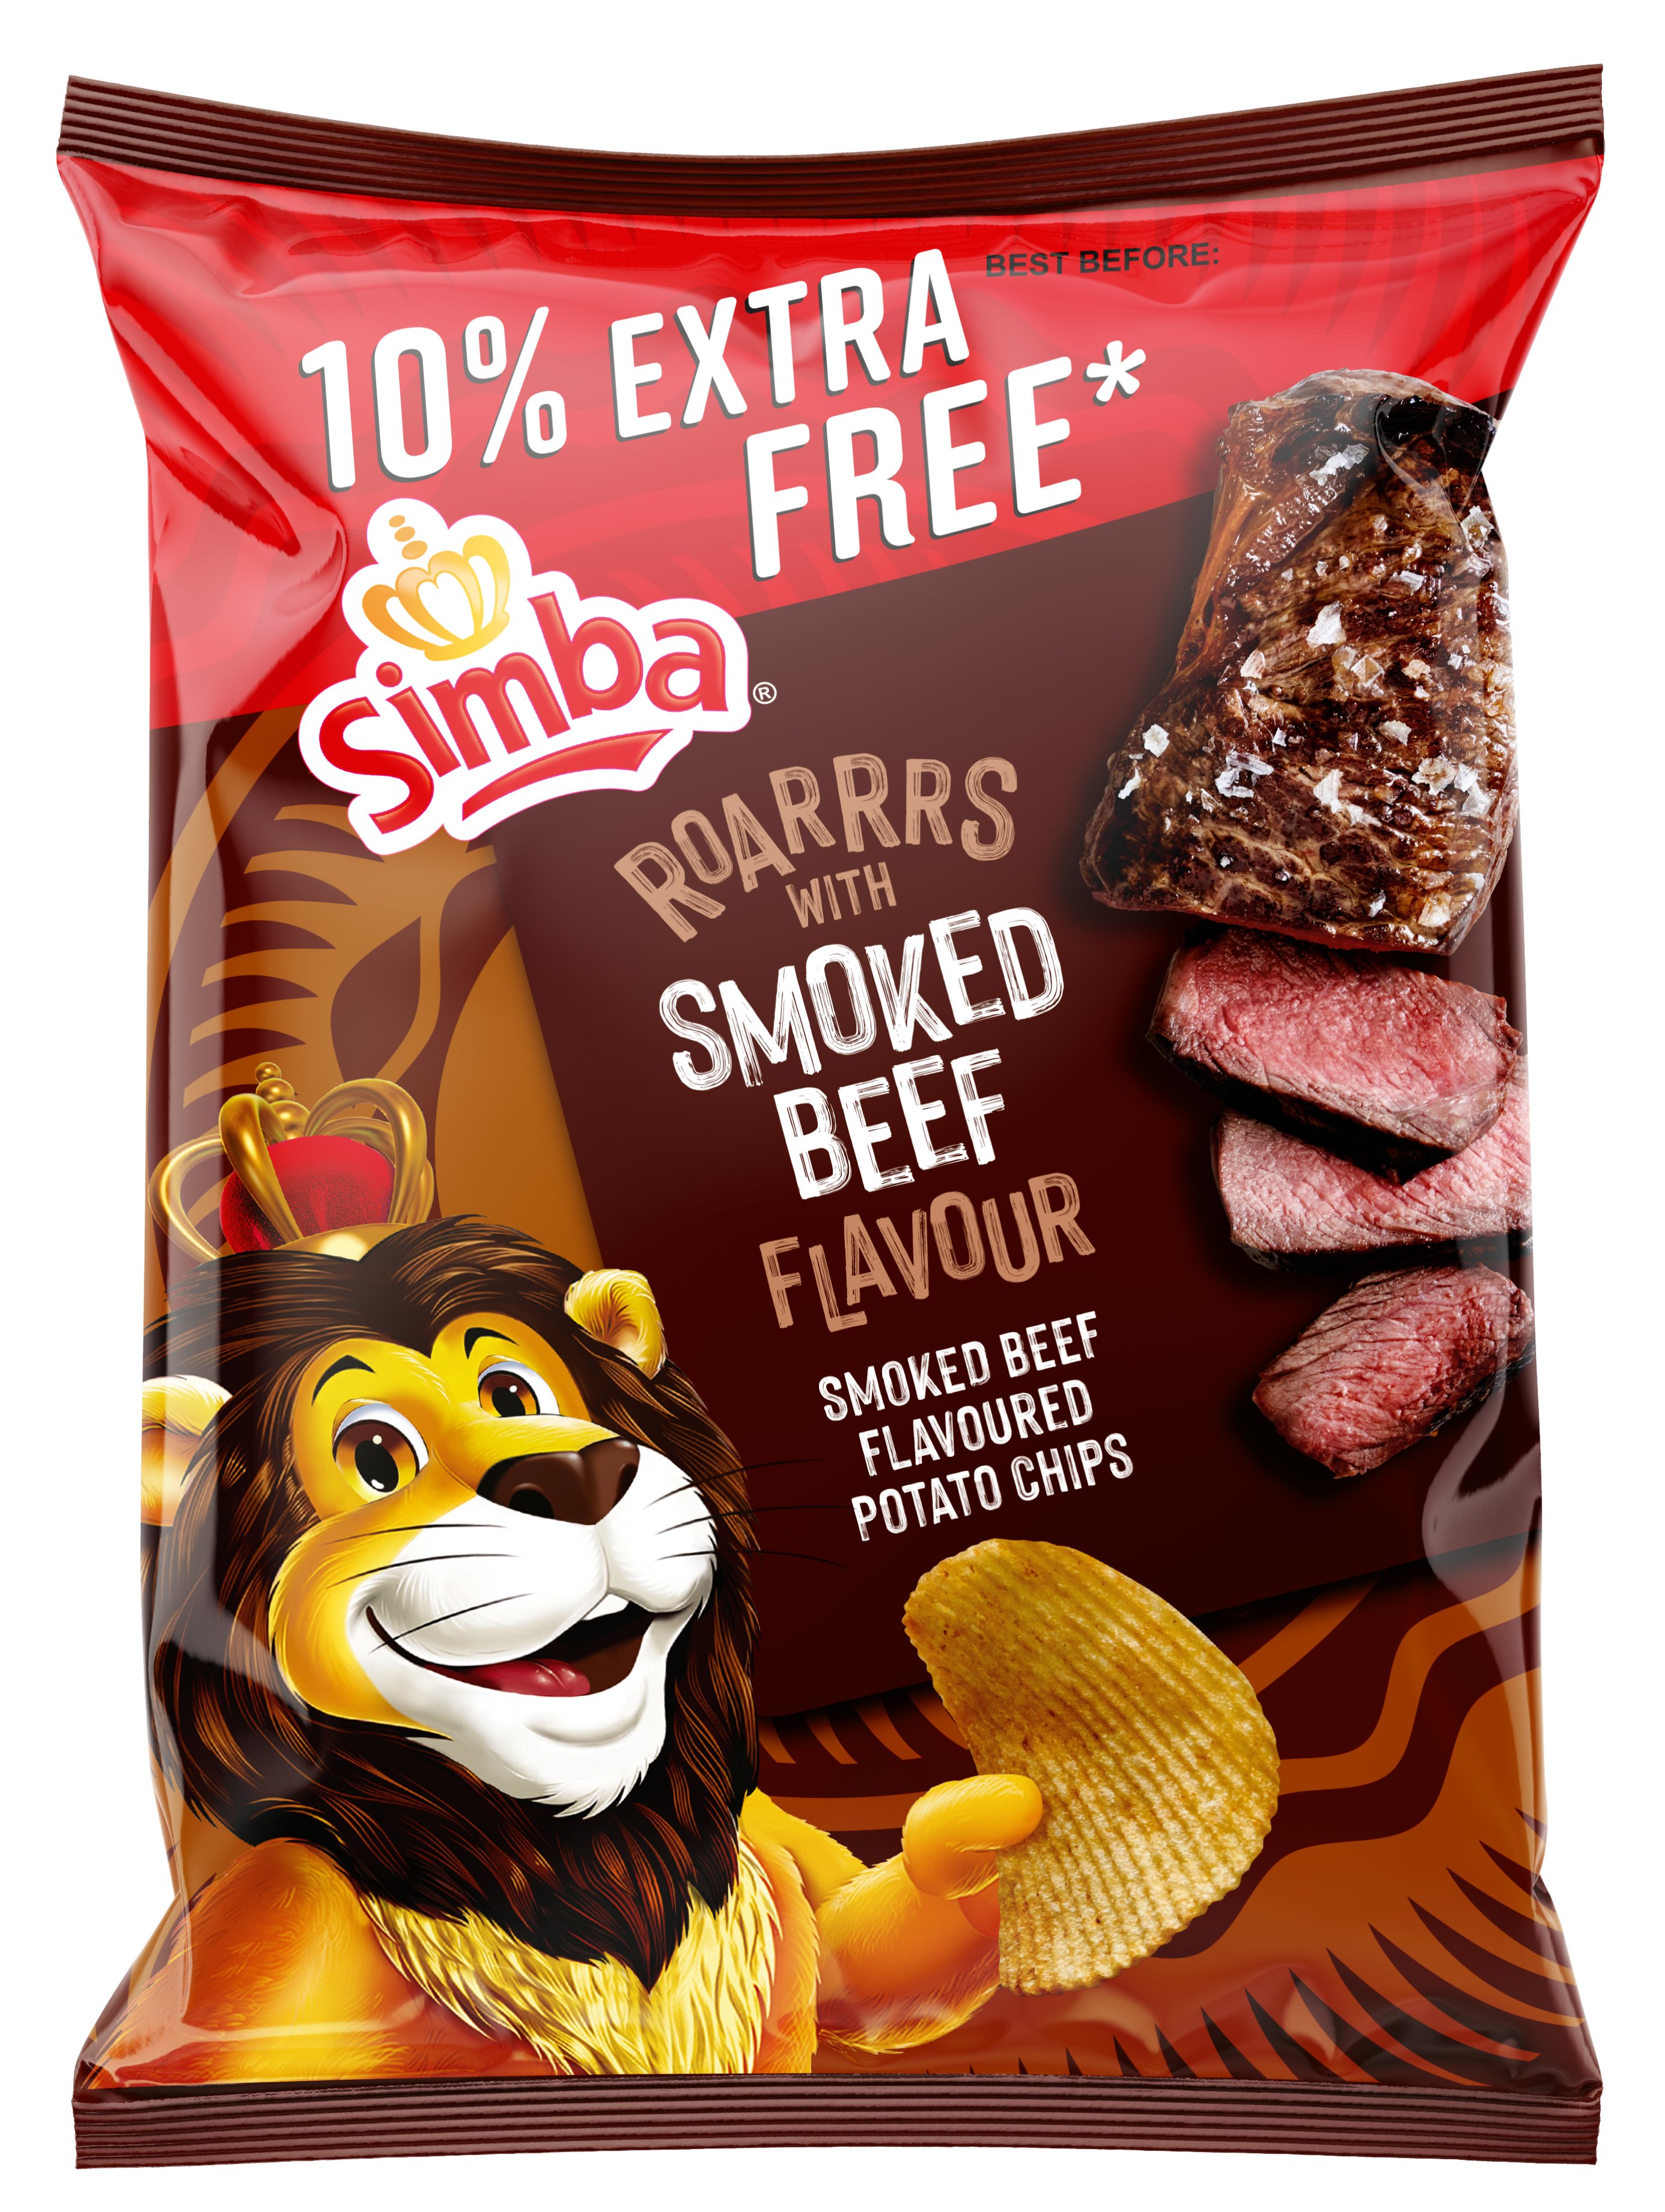 BEST BEFORE:
10% EXTRA
FREE*
Simba®
ROARRRS
WITH
SMOKED
BEEF
FLAVOUR
SMOKED BEEF
FLAVOURED
POTATO CHIPS